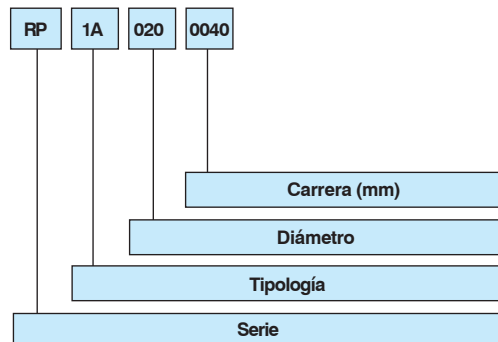 RP 1A 020 0040
Carrera (mm)
Diámetro
Tipología
Serie